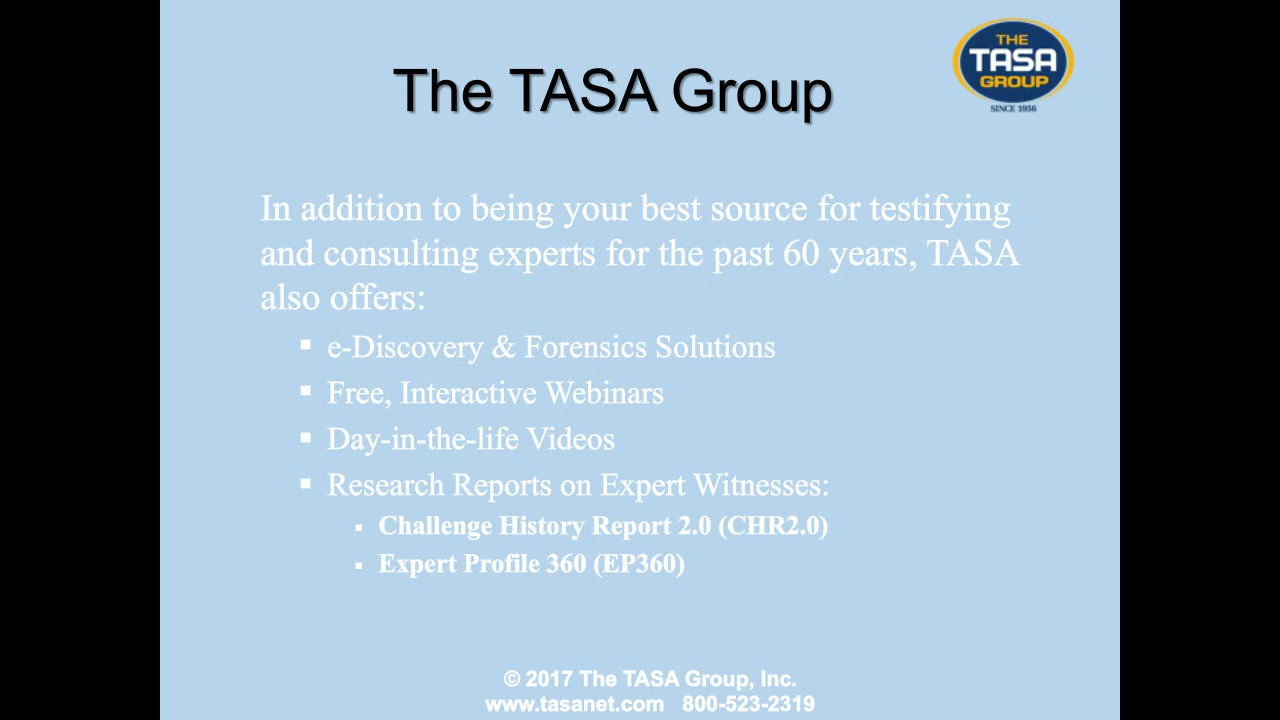 The TASA Group
THE
TASA
GROUP
SINCE 1956
In addition to being your best source for testifying
and consulting experts for the past 60 years, TASA
also offers:
▪ e-Discovery & Forensics Solutions
▪ Free, Interactive Webinars
▪ Day-in-the-life Videos
▪ Research Reports on Expert Witnesses:
▪ Challenge History Report 2.0 (CHR2.0)
▪ Expert Profile 360 (EP360)
© 2017 The TASA Group, Inc.
www.tasanet.com 800-523-2319